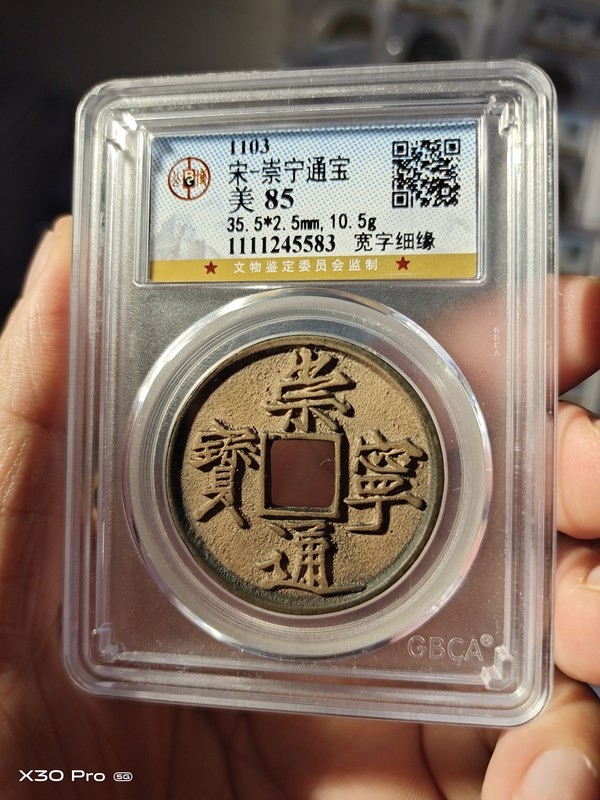 1103
宋-崇宁通宝
美 85
35.5*2.5mm,10.5g
1111245583 宽字细缘
★ 文物鉴定委员会监制 ★
崇
寶 寧
通
GBCA®
X30 Pro 5G